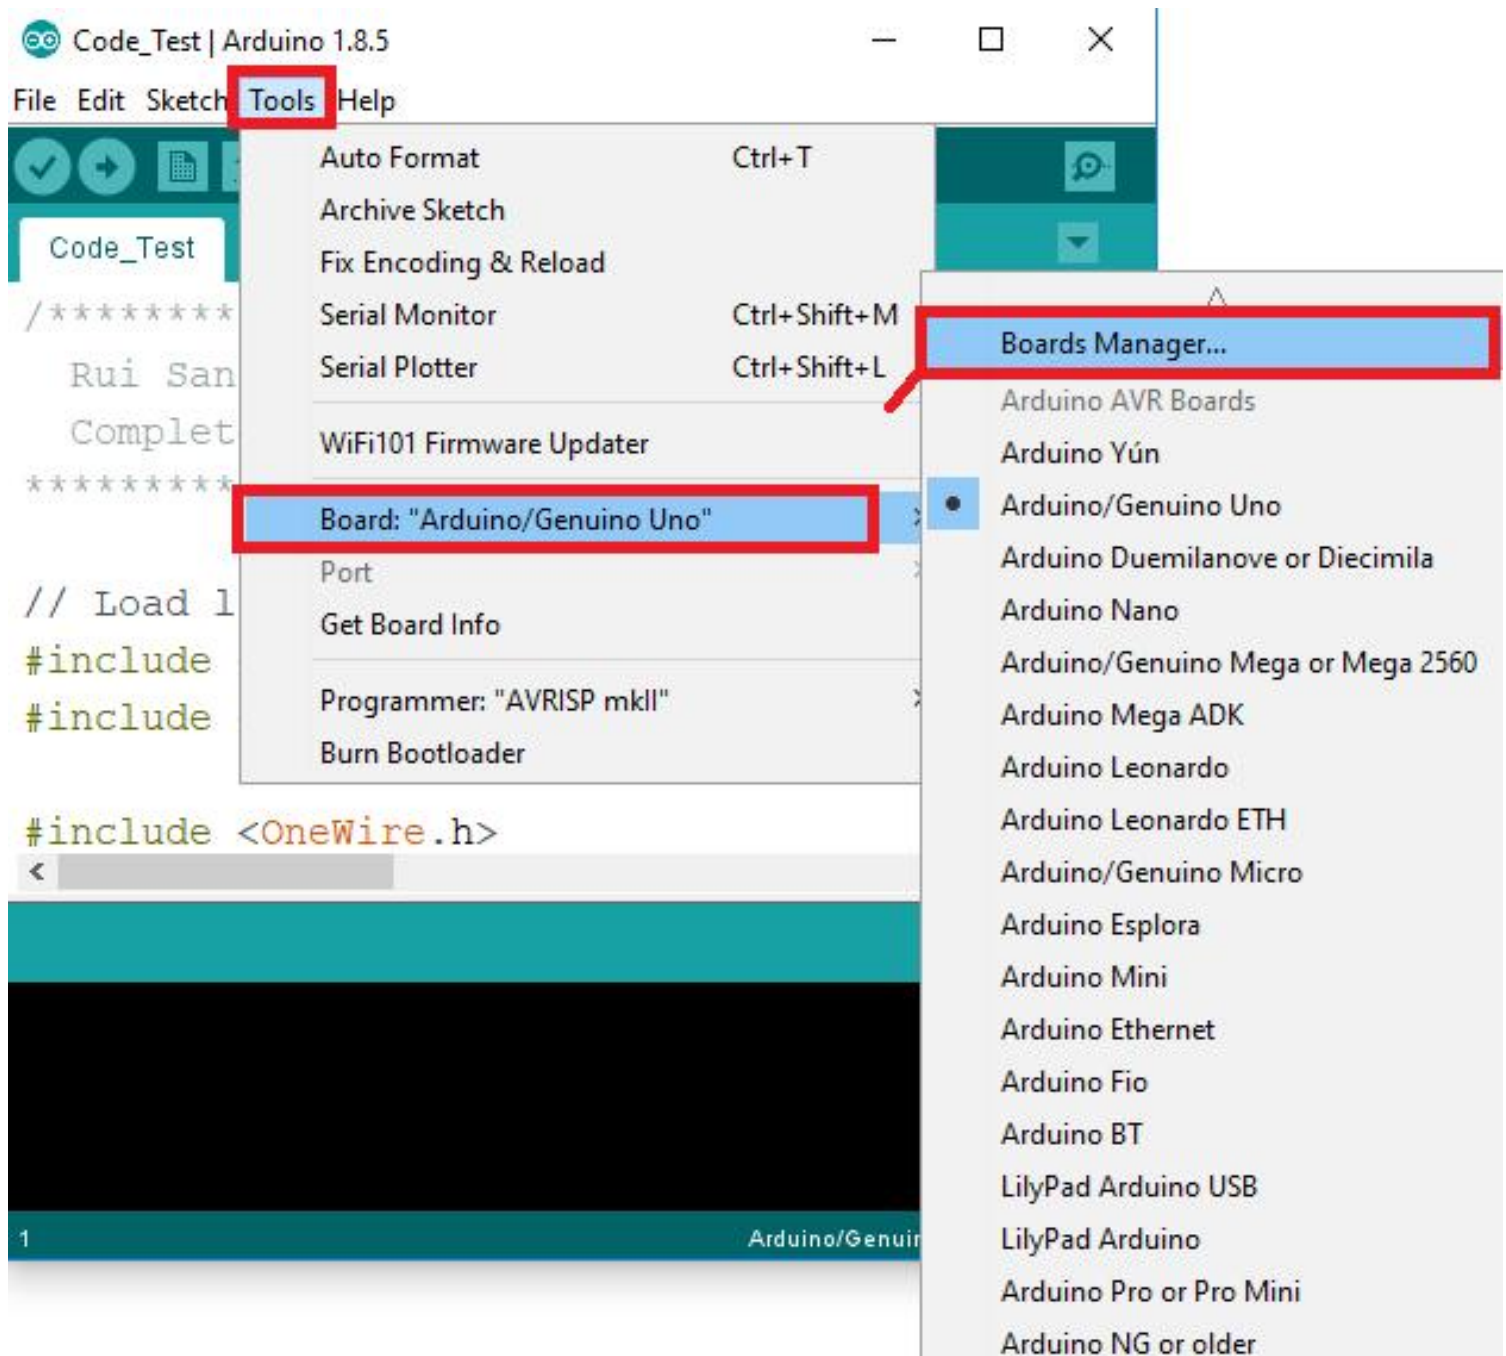 Code_Test | Arduino 1.8.5
File Edit Sketch Tools Help
Auto Format Ctrl+T
Archive Sketch
Fix Encoding & Reload
Serial Monitor Ctrl+Shift+M
Serial Plotter Ctrl+Shift+L
WiFi101 Firmware Updater
Board: "Arduino/Genuino Uno"
Port
Get Board Info
Programmer: "AVRISP mkII"
Burn Bootloader
Code_Test
/*********
Rui San
Complet
*********
// Load l
#include
#include
#include <OneWire.h>
1 Arduino/Genuin
Boards Manager...
Arduino AVR Boards
Arduino Yún
Arduino/Genuino Uno
Arduino Duemilanove or Diecimila
Arduino Nano
Arduino/Genuino Mega or Mega 2560
Arduino Mega ADK
Arduino Leonardo
Arduino Leonardo ETH
Arduino/Genuino Micro
Arduino Esplora
Arduino Mini
Arduino Ethernet
Arduino Fio
Arduino BT
LilyPad Arduino USB
LilyPad Arduino
Arduino Pro or Pro Mini
Arduino NG or older